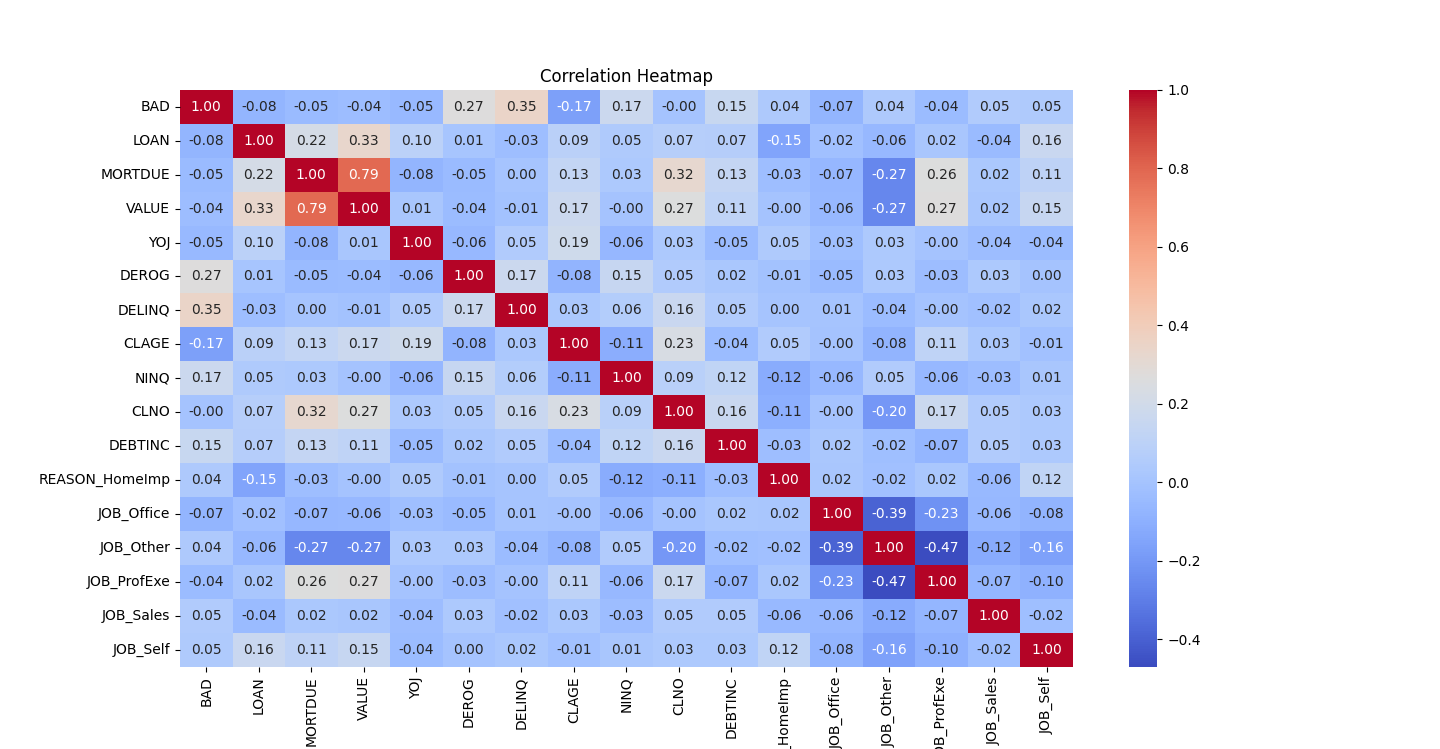 Correlation Heatmap
BAD 1.00 -0.08 -0.05 -0.04 -0.05 0.27 0.35 -0.17 0.17 -0.00 0.15 0.04 -0.07 0.04 -0.04 0.05 0.05
LOAN -0.08 1.00 0.22 0.33 0.10 0.01 -0.03 0.09 0.05 0.07 0.07 -0.15 -0.02 -0.06 0.02 -0.04 0.16
MORTDUE -0.05 0.22 1.00 0.79 -0.08 -0.05 0.00 0.13 0.03 0.32 0.13 -0.03 -0.07 -0.27 0.26 0.02 0.11
VALUE -0.04 0.33 0.79 1.00 0.01 -0.04 -0.01 0.17 -0.00 0.27 0.11 -0.00 -0.06 -0.27 0.27 0.02 0.15
YOJ -0.05 0.10 -0.08 0.01 1.00 -0.06 0.05 0.19 -0.06 0.03 -0.05 0.05 -0.03 0.03 -0.00 -0.04 -0.04
DEROG 0.27 0.01 -0.05 -0.04 -0.06 1.00 0.17 -0.08 0.15 0.05 0.02 -0.01 -0.05 0.03 -0.03 0.03 0.00
DELINQ 0.35 -0.03 0.00 -0.01 0.05 0.17 1.00 0.03 0.06 0.16 0.05 0.00 0.01 -0.04 -0.00 -0.02 0.02
CLAGE -0.17 0.09 0.13 0.17 0.19 -0.08 0.03 1.00 -0.11 0.23 -0.04 0.05 -0.00 -0.08 0.11 0.03 -0.01
NINQ 0.17 0.05 0.03 -0.00 -0.06 0.15 0.06 -0.11 1.00 0.09 0.12 -0.12 -0.06 0.05 -0.06 -0.03 0.01
CLNO -0.00 0.07 0.32 0.27 0.03 0.05 0.16 0.23 0.09 1.00 0.16 -0.11 -0.00 -0.20 0.17 0.05 0.03
DEBTINC 0.15 0.07 0.13 0.11 -0.05 0.02 0.05 -0.04 0.12 0.16 1.00 -0.03 0.02 -0.02 -0.07 0.05 0.03
REASON_HomeImp 0.04 -0.15 -0.03 -0.00 0.05 -0.01 0.00 0.05 -0.12 -0.11 -0.03 1.00 0.02 -0.02 0.02 -0.06 0.12
JOB_Office -0.07 -0.02 -0.07 -0.06 -0.03 -0.05 0.01 -0.00 -0.06 -0.00 0.02 0.02 1.00 -0.39 -0.23 -0.06 -0.08
JOB_Other 0.04 -0.06 -0.27 -0.27 0.03 0.03 -0.04 -0.08 0.05 -0.20 -0.02 -0.02 -0.39 1.00 -0.47 -0.12 -0.16
JOB_ProfExe -0.04 0.02 0.26 0.27 -0.00 -0.03 -0.00 0.11 -0.06 0.17 -0.07 0.02 -0.23 -0.47 1.00 -0.07 -0.10
JOB_Sales 0.05 -0.04 0.02 0.02 -0.04 0.03 -0.02 0.03 -0.03 0.05 0.05 -0.06 -0.06 -0.12 -0.07 1.00 -0.02
JOB_Self 0.05 0.16 0.11 0.15 -0.04 0.00 0.02 -0.01 0.01 0.03 0.03 0.12 -0.08 -0.16 -0.10 -0.02 1.00
BAD LOAN MORTDUE VALUE YOJ DEROG DELINQ CLAGE NINQ CLNO DEBTINC _HomeImp JOB_Office JOB_Other OB_ProfExe JOB_Sales JOB_Self
1.0
0.8
0.6
0.4
0.2
0.0
−0.2
−0.4